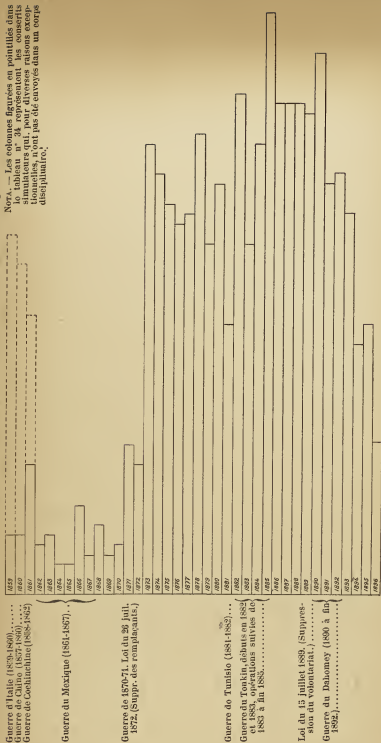 NOTA. — Les colonnes figurées en pointillés dans
le tableau n° 34 représentent les conscrits
simulateurs qui, pour diverses raisons excep-
tionnelles, n'ont pas été envoyés dans un corps
disciplinaire.
1859
1860
1861
1862
1863
1864
1865
1866
1867
1868
1869
1870
1871
1872
1873
1874
1875
1876
1877
1878
1879
1880
1881
1882
1883
1884
1885
1886
1887
1888
1889
1890
1891
1892
1893
1894
1895
1896
Guerre d'Italie (1859-1860).......
Guerre de Chine (1857-1860).....
Guerre de Cochinchine (1858-1862)
Guerre du Mexique (1861-1867)...
Guerre de 1870-71. Loi du 26 juil.
1872. (Suppr. des remplaçants.)
Guerre de Tunisie (1881-1882)...
Guerre du Tonkin, débuts en 1882
et 1883, opérations suivies de
1883 à fin 1885..............
Loi du 15 juillet 1889. (Suppres-
sion du volontariat.)........
Guerre du Dahomey (1890 à fin
1892.)......................